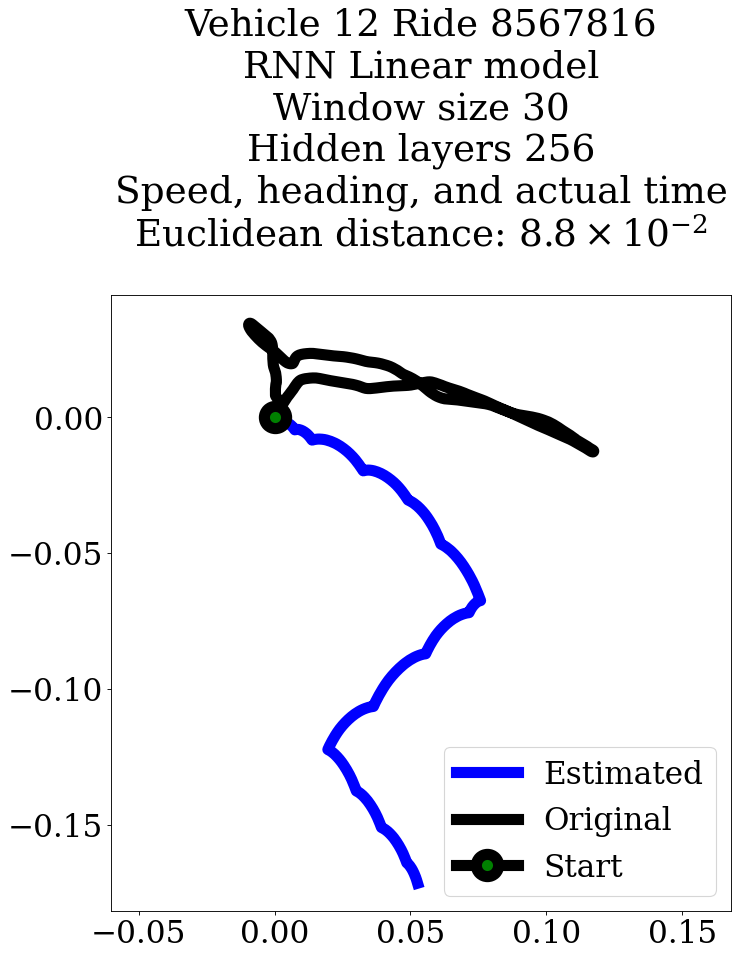 Vehicle 12 Ride 8567816
RNN Linear model
Window size 30
Hidden layers 256
Speed, heading, and actual time
Euclidean distance: 8.8 × 10⁻²
0.00
−0.05
−0.10
−0.15
Estimated
Original
Start
−0.05 0.00 0.05 0.10 0.15